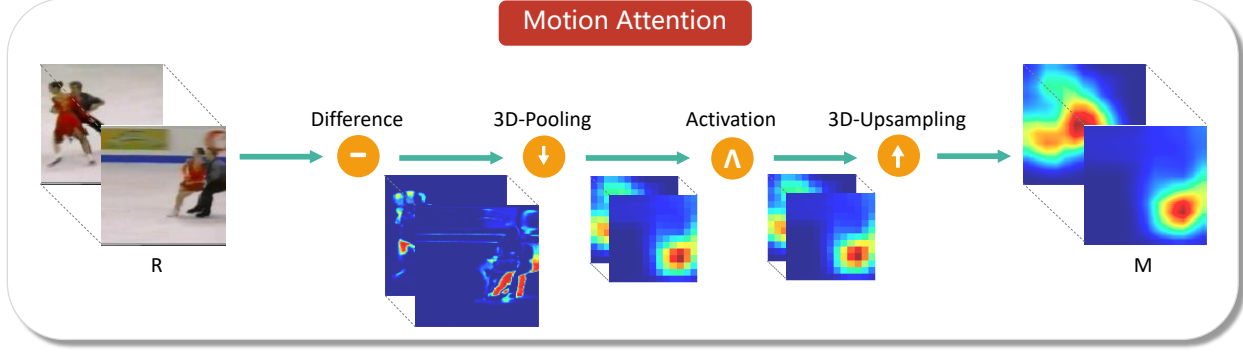 Motion Attention
Difference
3D-Pooling
Activation
3D-Upsampling
R
M